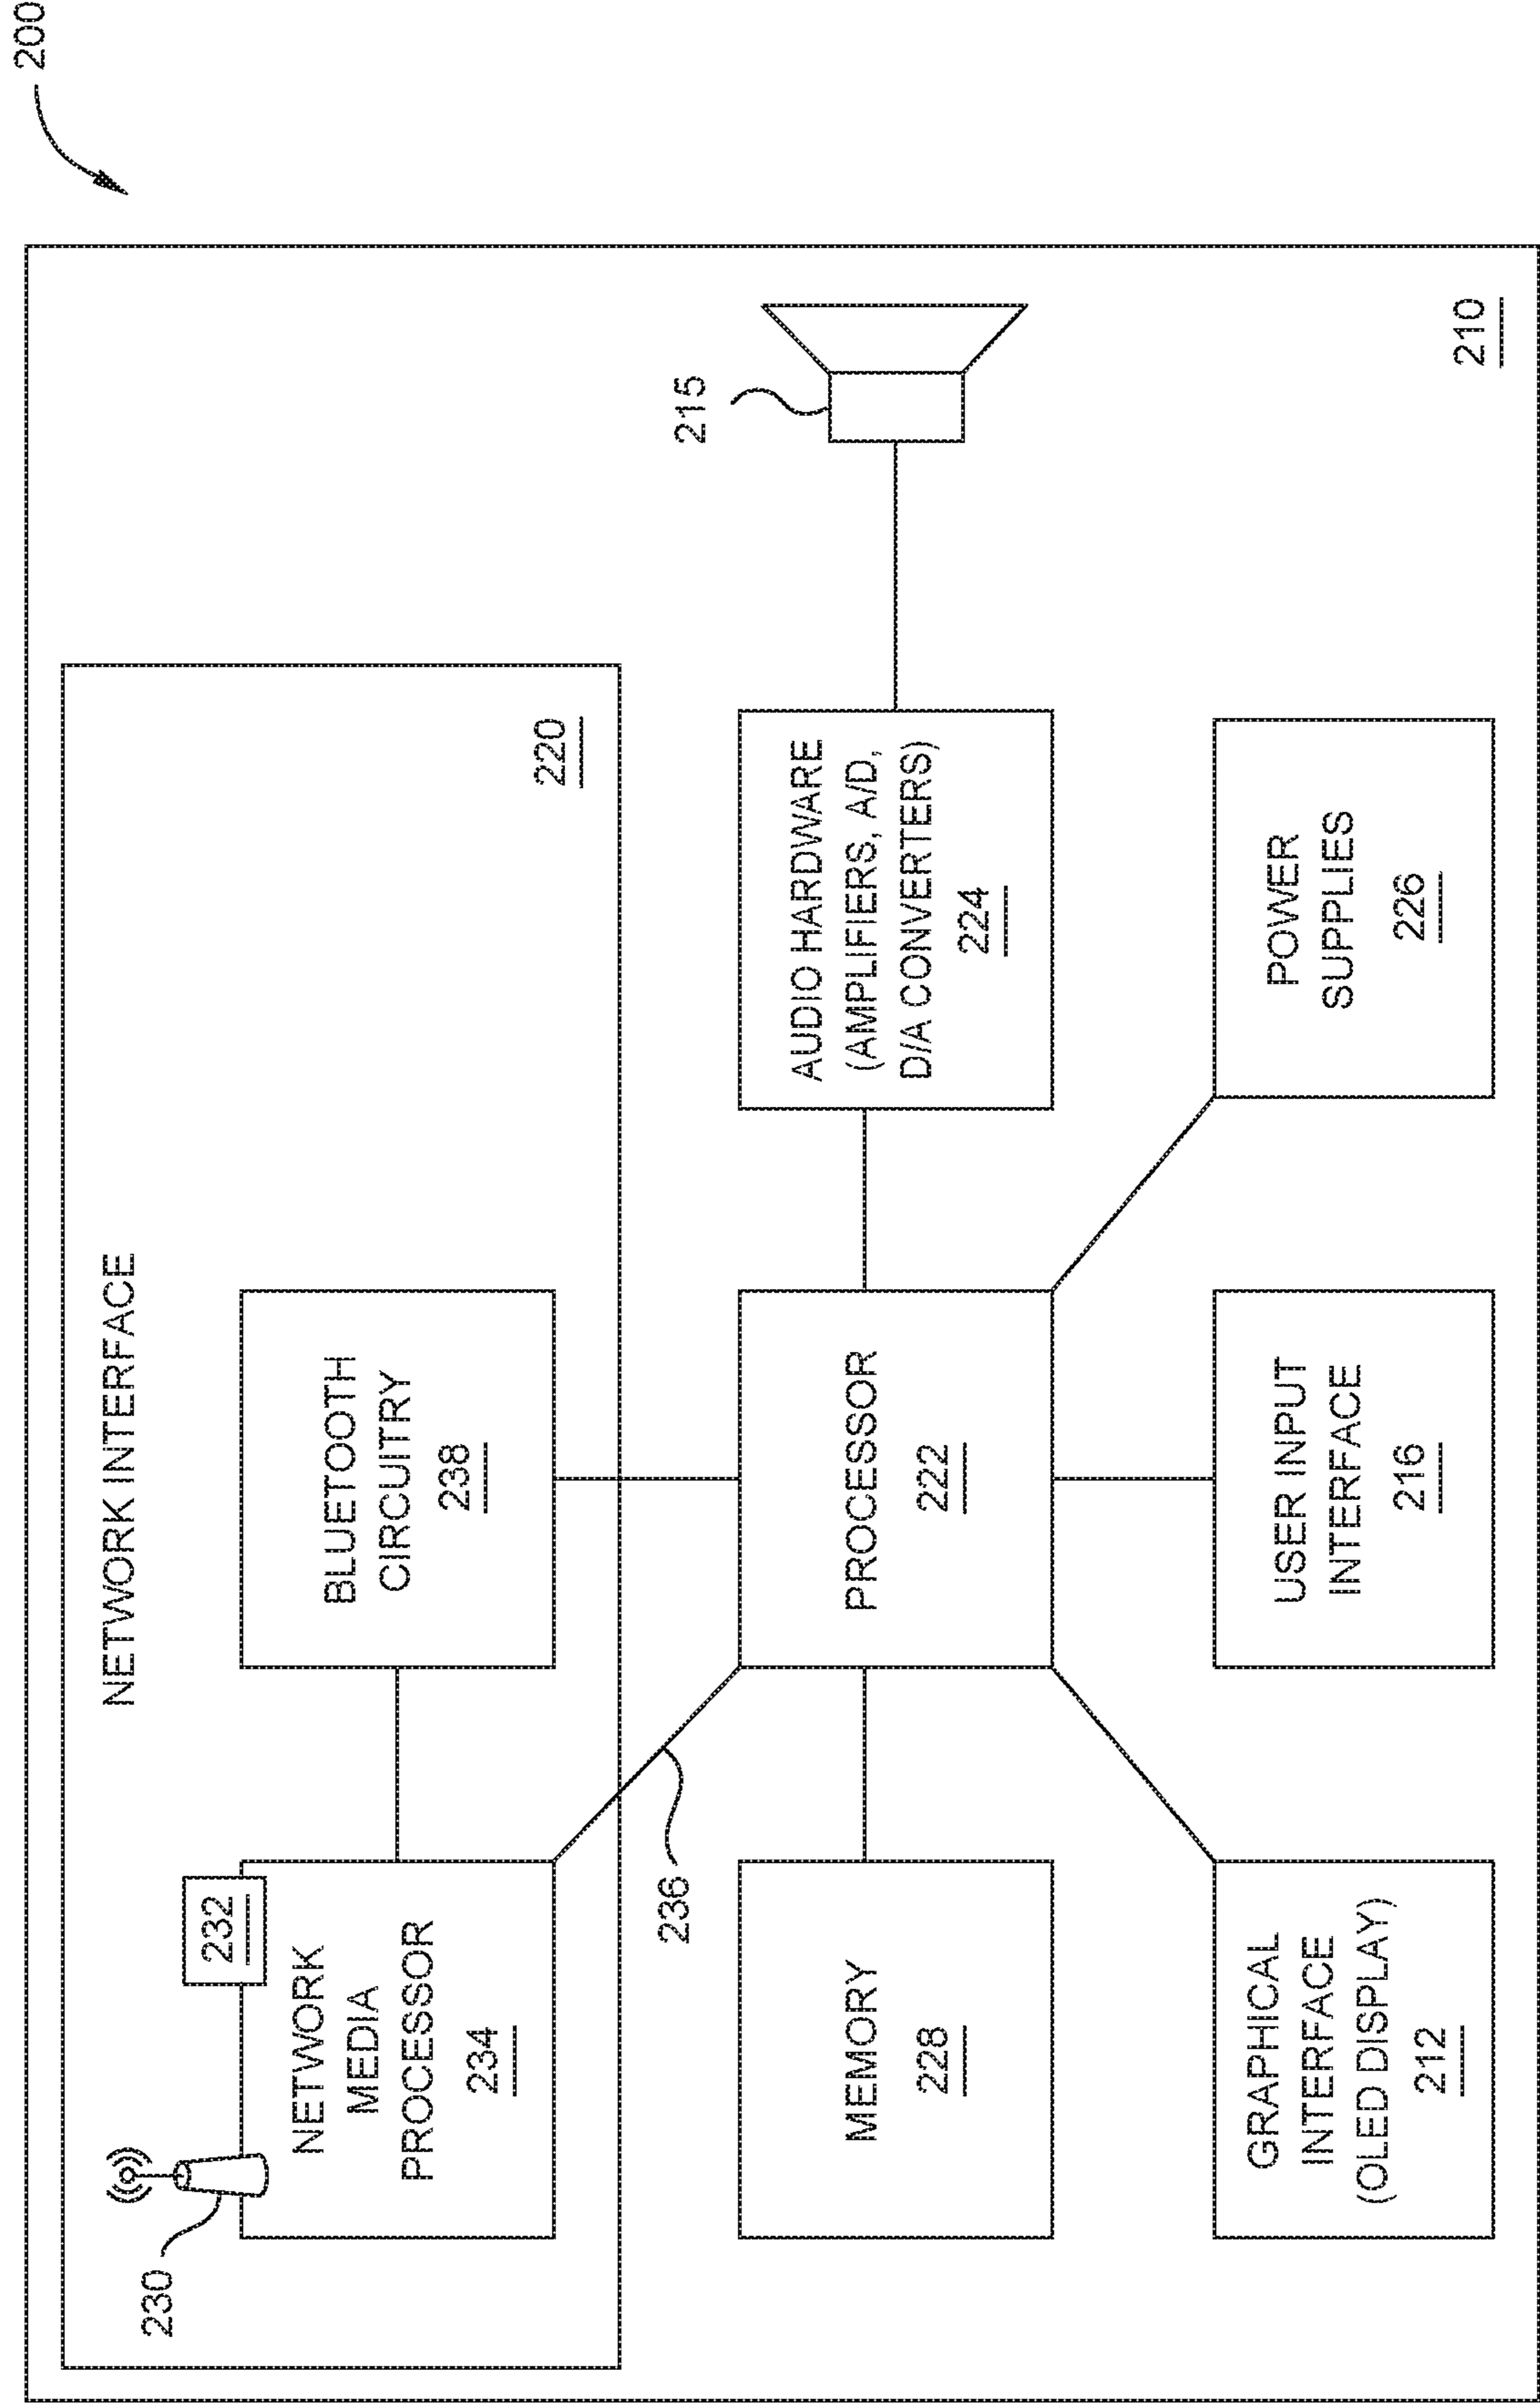 200
NETWORK INTERFACE
230
232
NETWORK
MEDIA
PROCESSOR
234
BLUETOOTH
CIRCUITRY
238
220
236
215
MEMORY
228
PROCESSOR
222
AUDIO HARDWARE
(AMPLIFIERS, A/D,
D/A CONVERTERS)
224
GRAPHICAL
INTERFACE
(OLED DISPLAY)
212
USER INPUT
INTERFACE
216
POWER
SUPPLIES
226
210